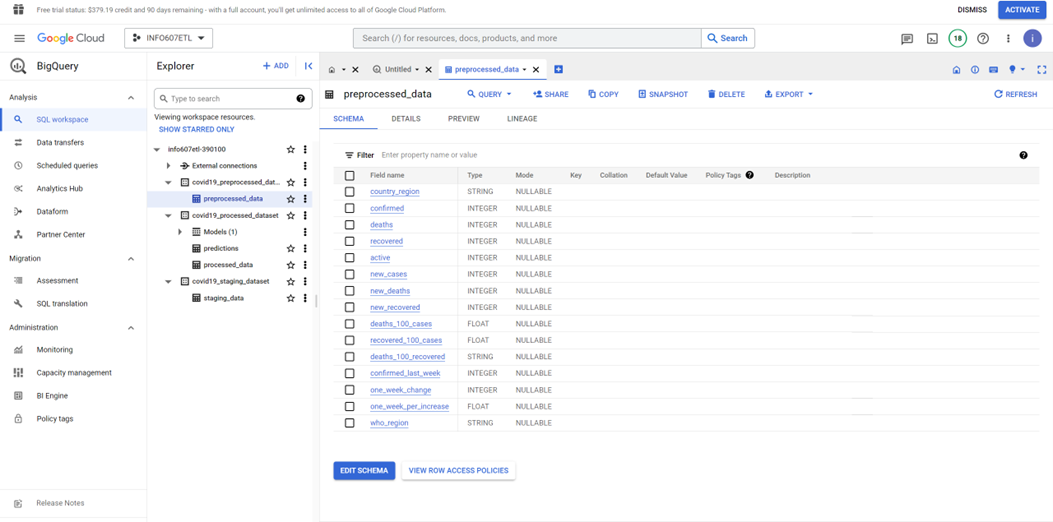 Free trial status: $379.19 credit and 90 days remaining - with a full account, you'll get unlimited access to all of Google Cloud Platform.
DISMISS
ACTIVATE
Google Cloud
INFO607ETL
Search (/) for resources, docs, products, and more
Search
18
i
BigQuery
Analysis
SQL workspace
Data transfers
Scheduled queries
Analytics Hub
Dataform
Partner Center
Migration
Assessment
SQL translation
Administration
Monitoring
Capacity management
BI Engine
Policy tags
Release Notes
Explorer
+ ADD
Type to search
Viewing workspace resources.
SHOW STARRED ONLY
info607etl-390100
External connections
covid19_preprocessed_dat...
preprocessed_data
covid19_processed_dataset
Models (1)
predictions
processed_data
covid19_staging_dataset
staging_data
Untitled
preprocessed_data
preprocessed_data
QUERY
SHARE
COPY
SNAPSHOT
DELETE
EXPORT
REFRESH
SCHEMA DETAILS PREVIEW LINEAGE
Filter Enter property name or value
Field name Type Mode Key Collation Default Value Policy Tags Description
country_region STRING NULLABLE
confirmed INTEGER NULLABLE
deaths INTEGER NULLABLE
recovered INTEGER NULLABLE
active INTEGER NULLABLE
new_cases INTEGER NULLABLE
new_deaths INTEGER NULLABLE
new_recovered INTEGER NULLABLE
deaths_100_cases FLOAT NULLABLE
recovered_100_cases FLOAT NULLABLE
deaths_100_recovered STRING NULLABLE
confirmed_last_week INTEGER NULLABLE
one_week_change INTEGER NULLABLE
one_week_per_increase FLOAT NULLABLE
who_region STRING NULLABLE
EDIT SCHEMA
VIEW ROW ACCESS POLICIES